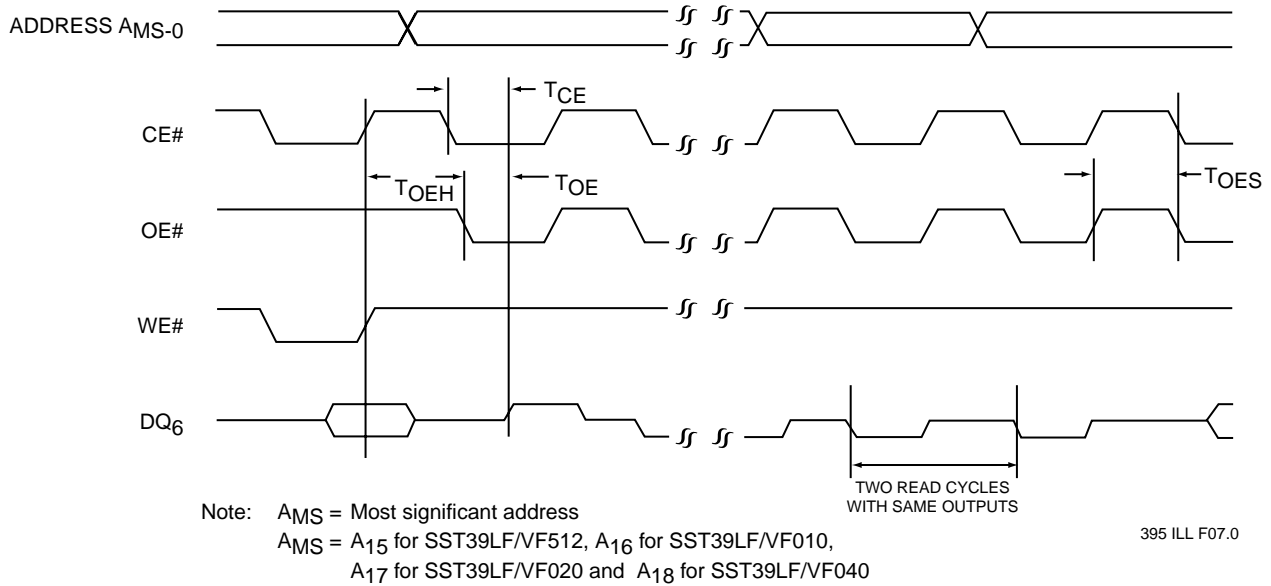 ADDRESS AMS-0
TCE
CE#
TOEH
TOE
TOES
OE#
WE#
DQ6
TWO READ CYCLES
WITH SAME OUTPUTS
Note: AMS = Most significant address
AMS = A15 for SST39LF/VF512, A16 for SST39LF/VF010,
A17 for SST39LF/VF020 and A18 for SST39LF/VF040
395 ILL F07.0